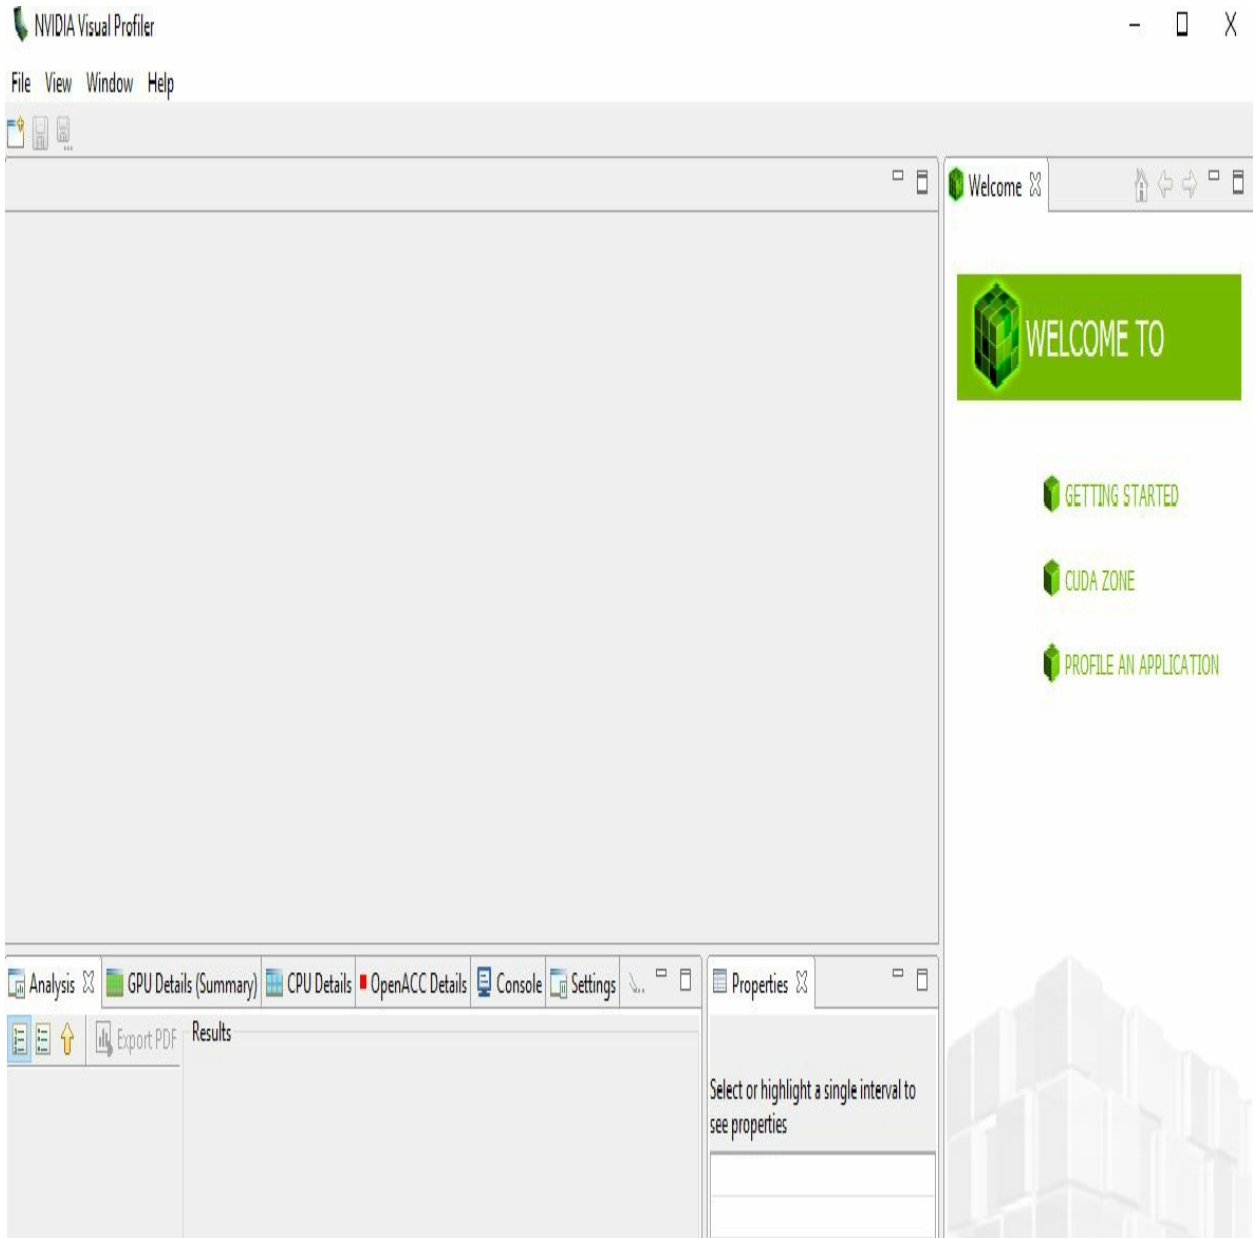 NVIDIA Visual Profiler
File View Window Help
Welcome
WELCOME TO
GETTING STARTED
CUDA ZONE
PROFILE AN APPLICATION
Analysis GPU Details (Summary) CPU Details OpenACC Details Console Settings
Properties
Export PDF
Results
Select or highlight a single interval to
see properties